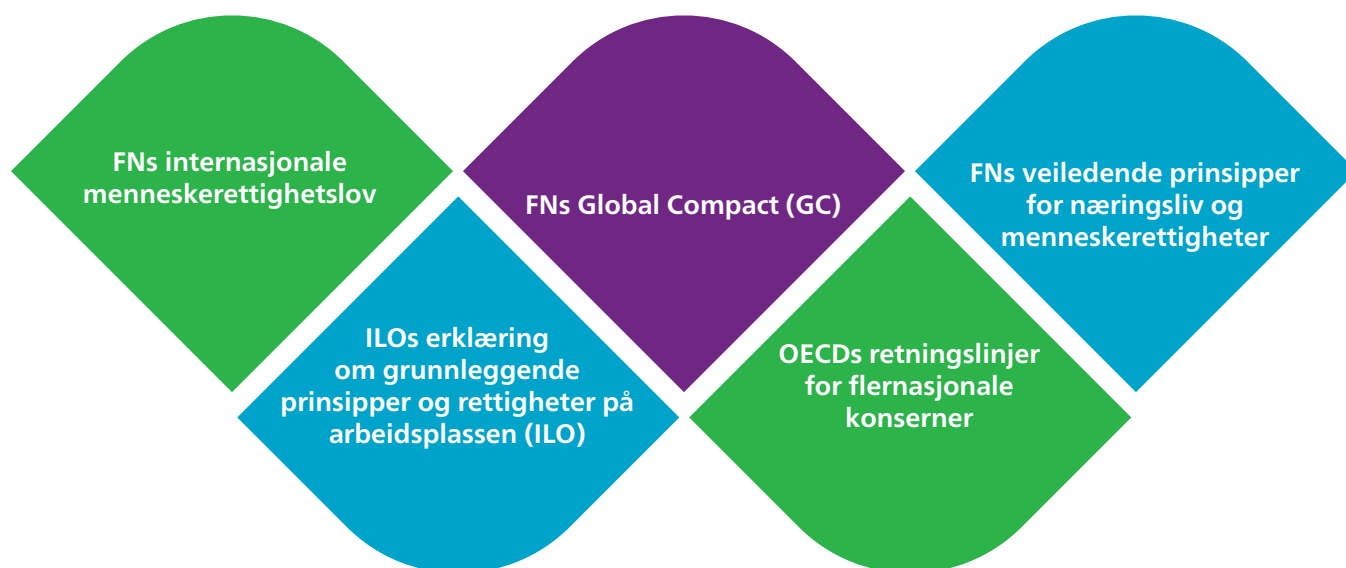 FNs internasjonale
menneskerettighetslov
FNs Global Compact (GC)
FNs veiledende prinsipper
for næringsliv og
menneskerettigheter
ILOs erklæring
om grunnleggende
prinsipper og rettigheter på
arbeidsplassen (ILO)
OECDs retningslinjer
for flernasjonale
konserner